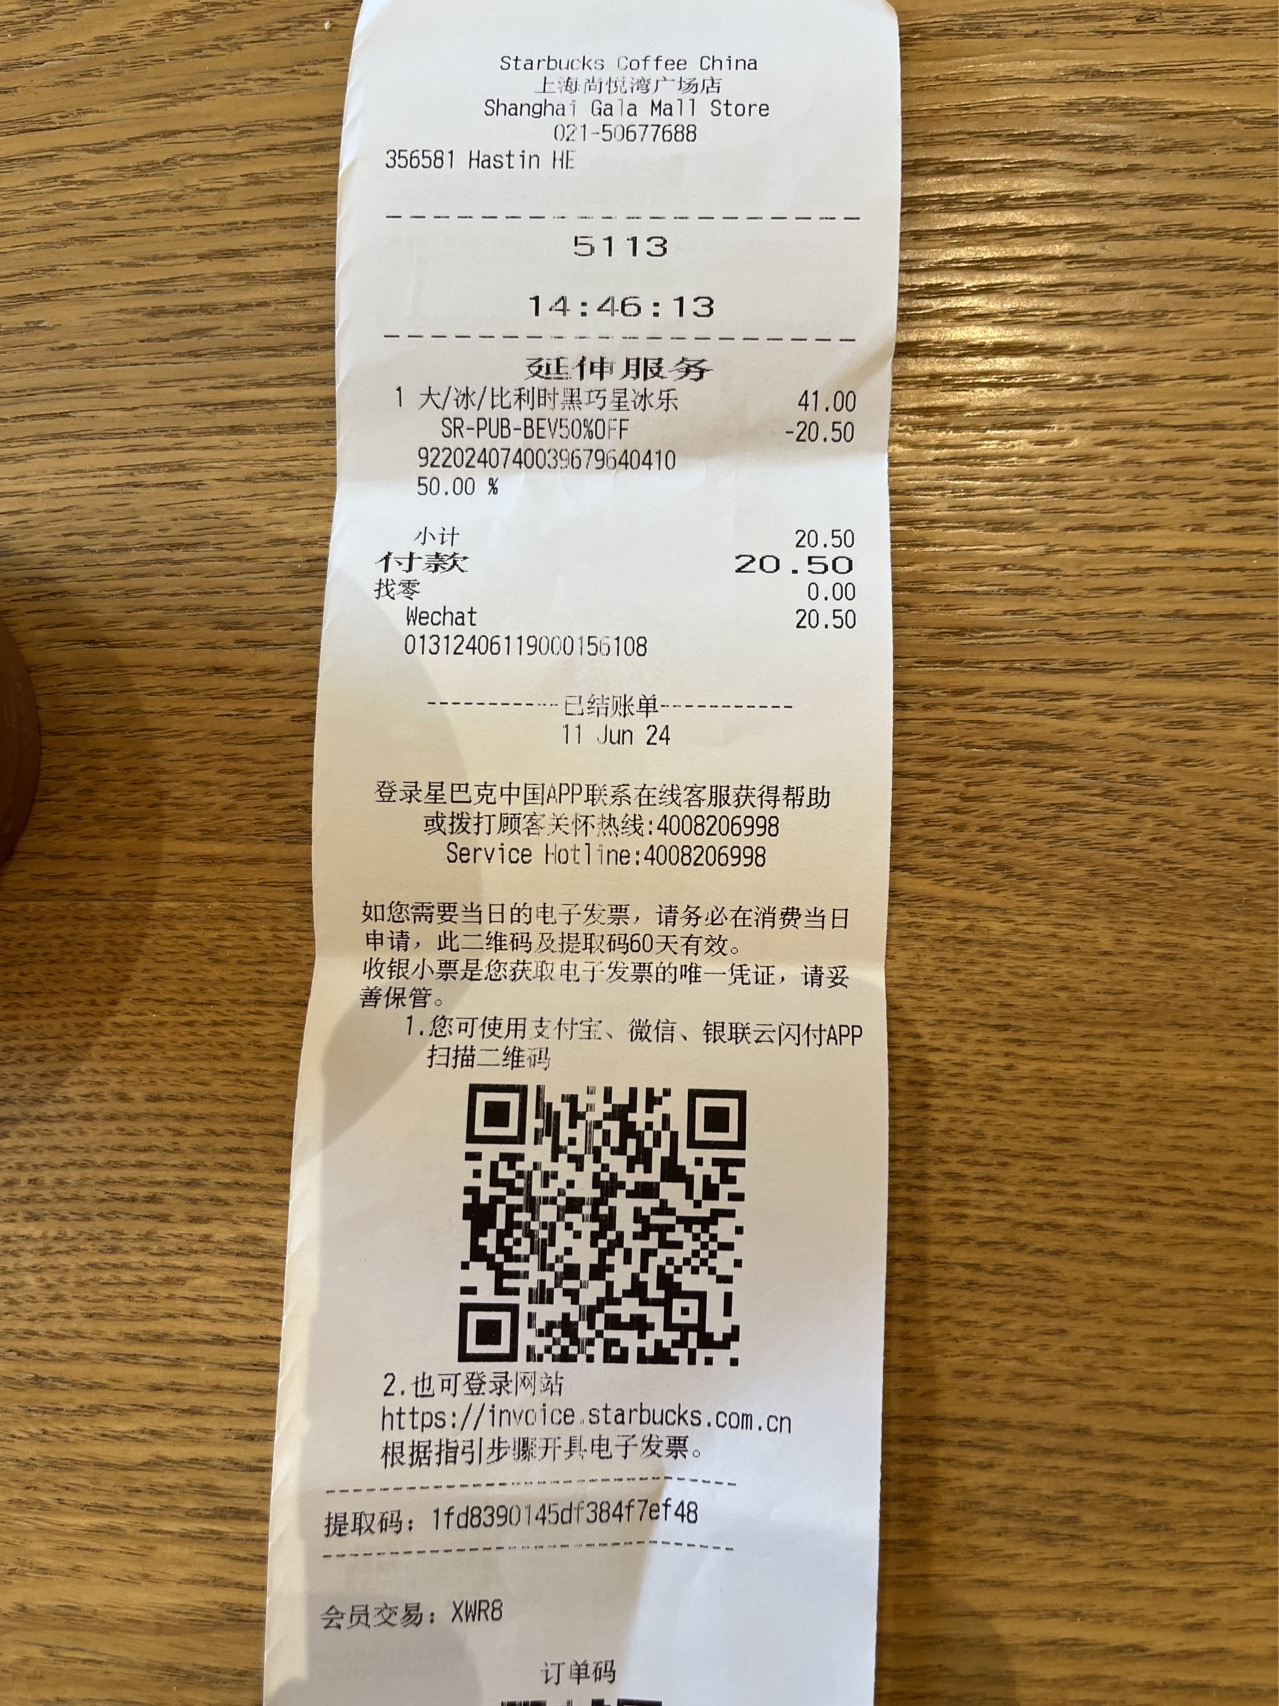 Starbucks Coffee China
上海尚悦湾广场店
Shanghai Gala Mall Store
021-50677688
356581 Hastin HE
5113
14:46:13
延伸服务
1 大/冰/比利时黑巧星冰乐 41.00
SR-PUB-BEV50%OFF -20.50
9220240740039679640410
50.00 %
小计 20.50
付款 20.50
找零 0.00
Wechat 20.50
01312406119000156108
-----------已结账单-----------
11 Jun 24
登录星巴克中国APP联系在线客服获得帮助
或拨打顾客关怀热线:4008206998
Service Hotline:4008206998
如您需要当日的电子发票，请务必在消费当日
申请，此二维码及提取码60天有效。
收银小票是您获取电子发票的唯一凭证，请妥
善保管。
1.您可使用支付宝、微信、银联云闪付APP
扫描二维码
2.也可登录网站
https://invoice.starbucks.com.cn
根据指引步骤开具电子发票。
提取码: 1fd8390145df384f7ef48
会员交易: XWR8
订单码